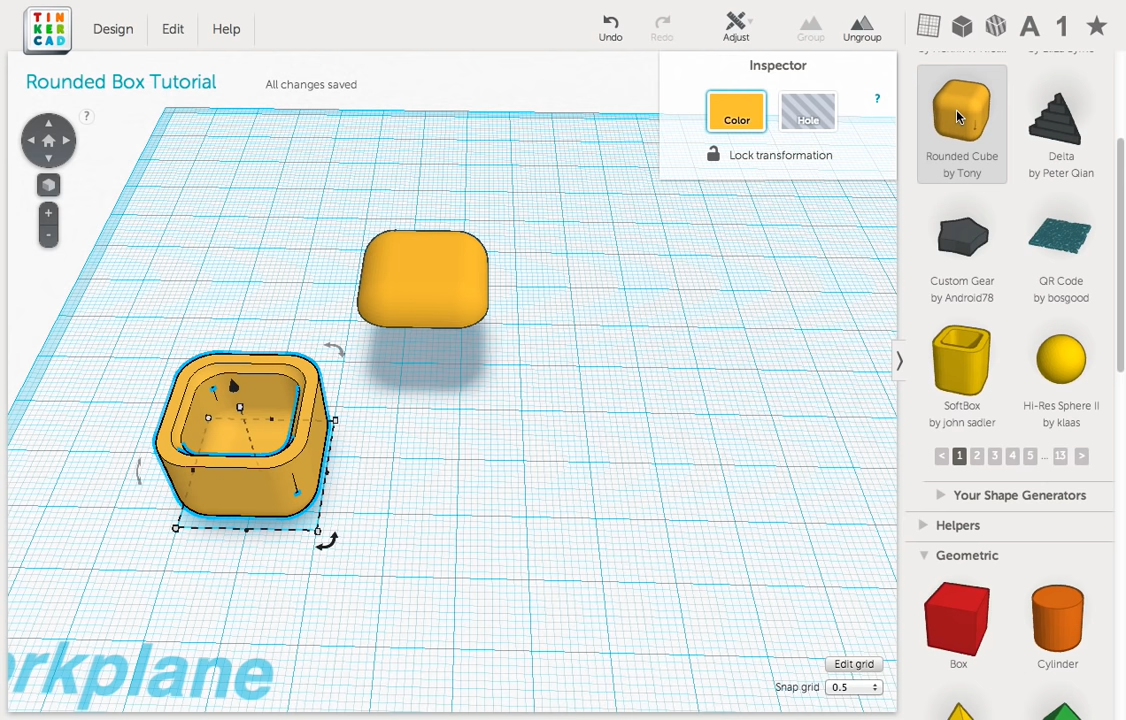 TIN
KER
CAD
Design
Edit
Help
Undo
Redo
Adjust
Group
Ungroup
A 1
Rounded Box Tutorial
All changes saved
?
Inspector
Color
Hole
?
Lock transformation
+
-
Rounded Cube
by Tony
Delta
by Peter Qian
Custom Gear
by Android78
QR Code
by bosgood
SoftBox
by john sadler
Hi-Res Sphere II
by klaas
< 1 2 3 4 5 ... 13 >
Your Shape Generators
Helpers
Geometric
Box
Cylinder
Edit grid
Snap grid 0.5
rkplane